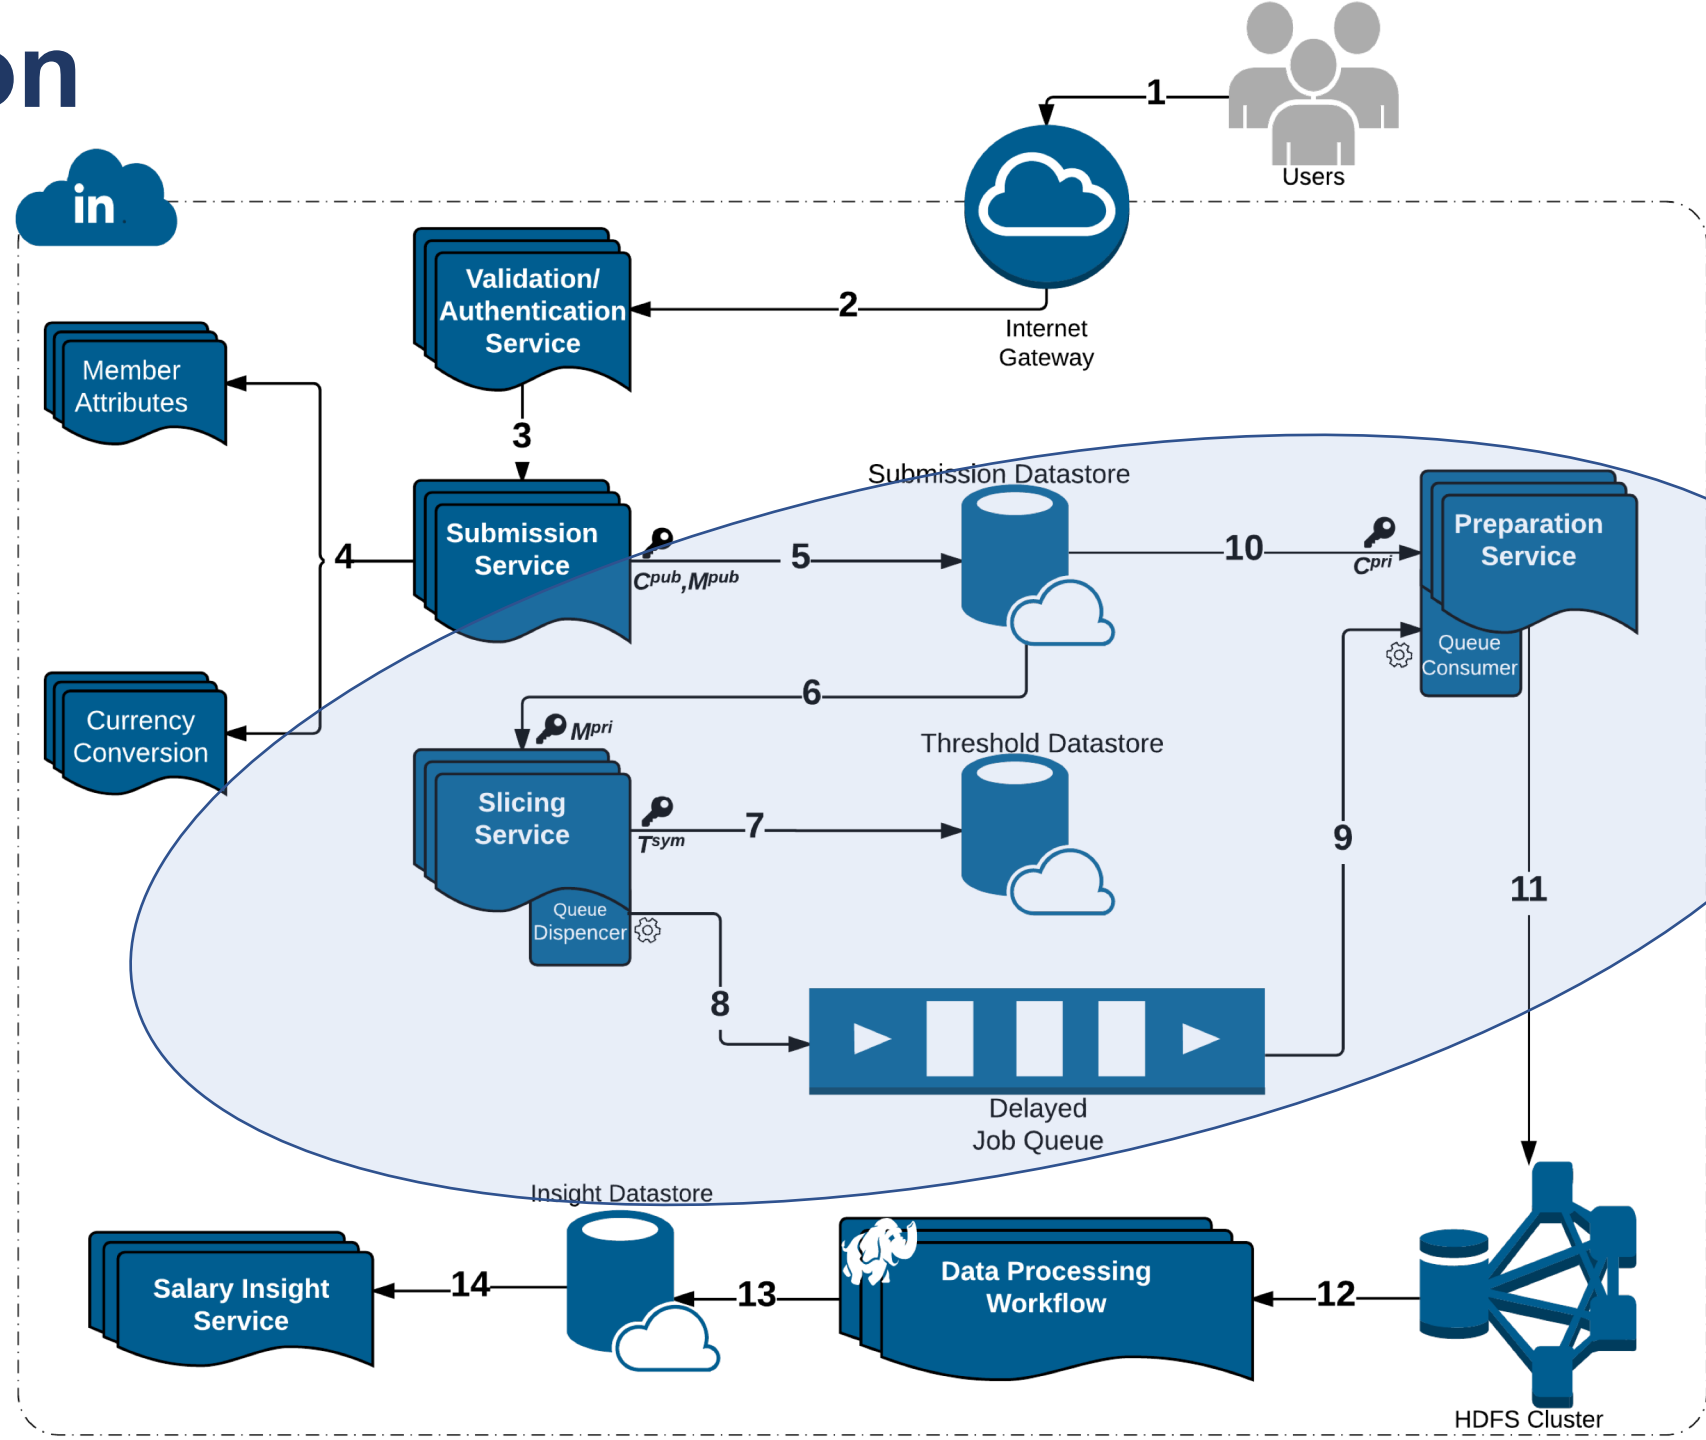 on
1
Users
in
Validation/
Authentication
Service
2
Internet
Gateway
Member
Attributes
3
Submission Datastore
Submission
Service
4
Cpub,Mpub
5
10
Cpri
Preparation
Service
Queue
Consumer
6
Mpri
Currency
Conversion
Threshold Datastore
Slicing
Service
Tsym
7
9
11
Queue
Dispencer
8
Delayed
Job Queue
Insight Datastore
Salary Insight
Service
14
13
Data Processing
Workflow
12
HDFS Cluster